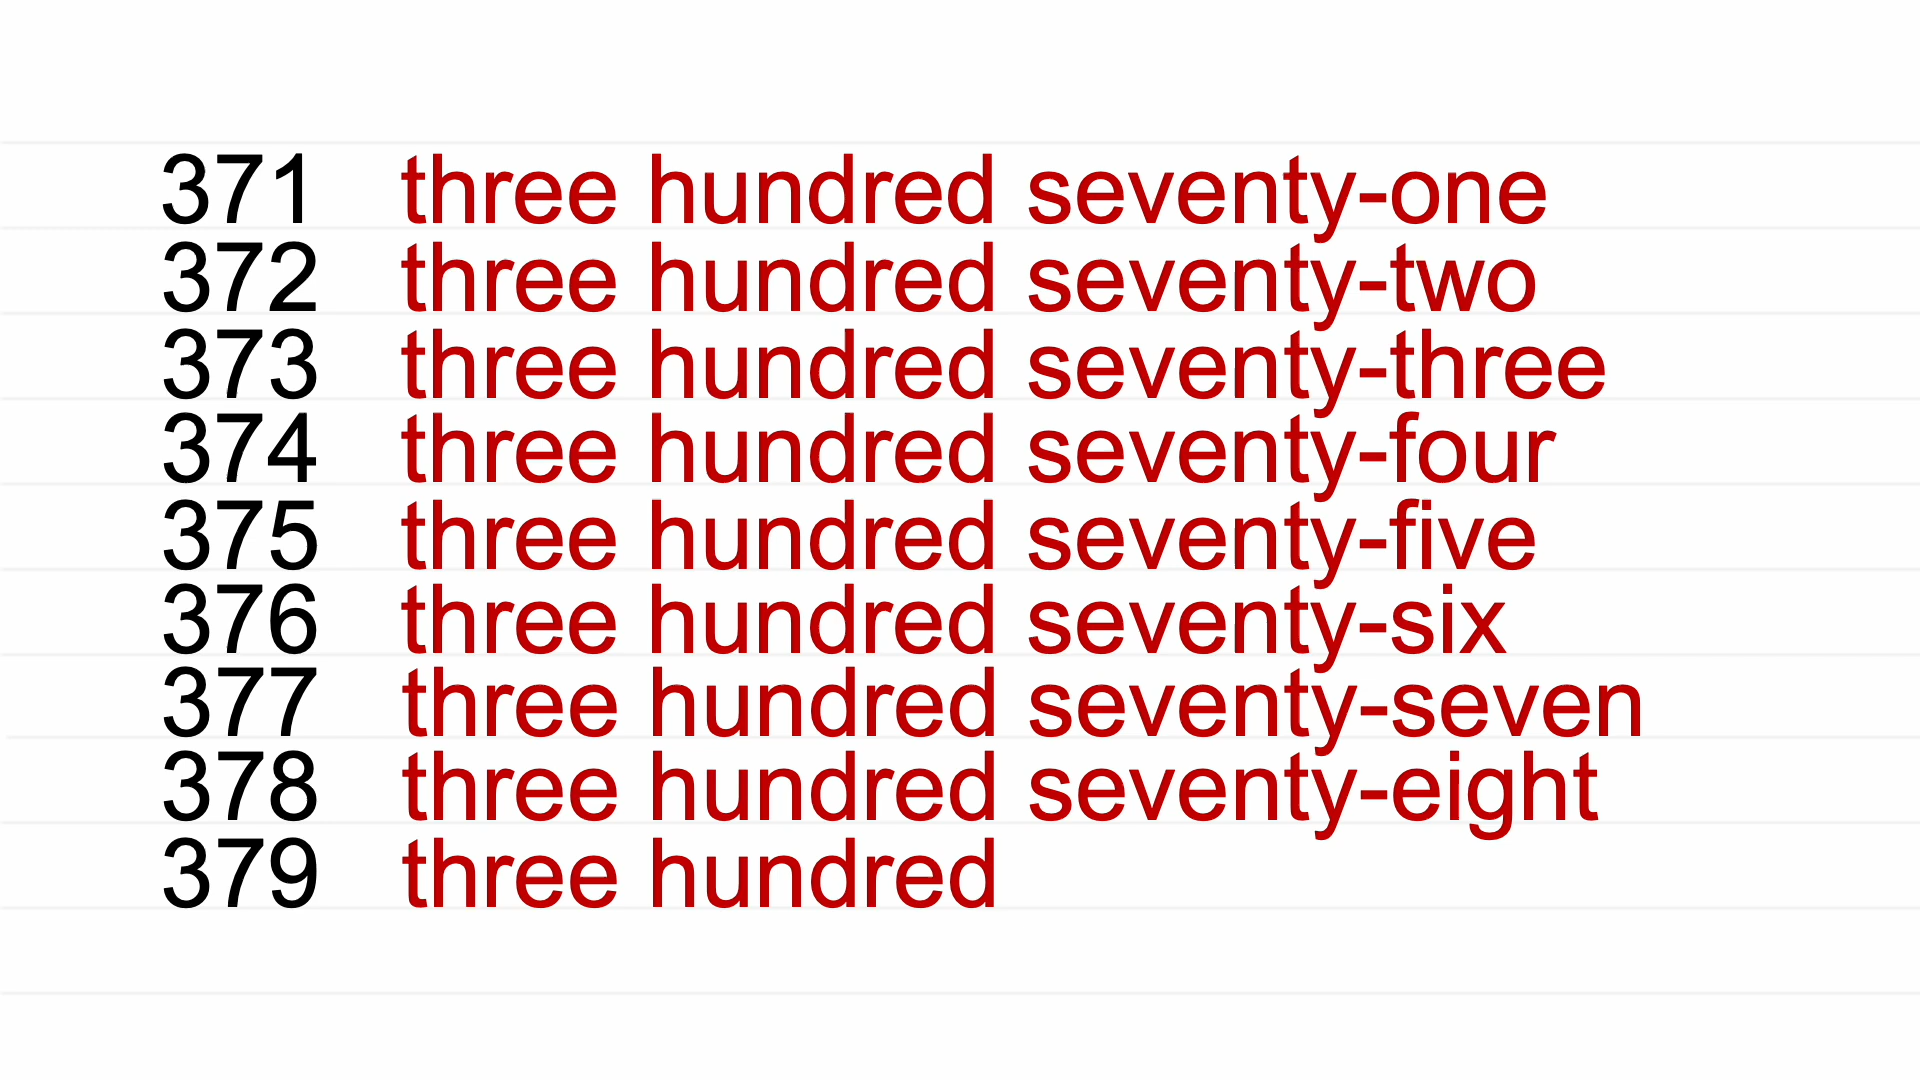 371 three hundred seventy-one
372 three hundred seventy-two
373 three hundred seventy-three
374 three hundred seventy-four
375 three hundred seventy-five
376 three hundred seventy-six
377 three hundred seventy-seven
378 three hundred seventy-eight
379 three hundred